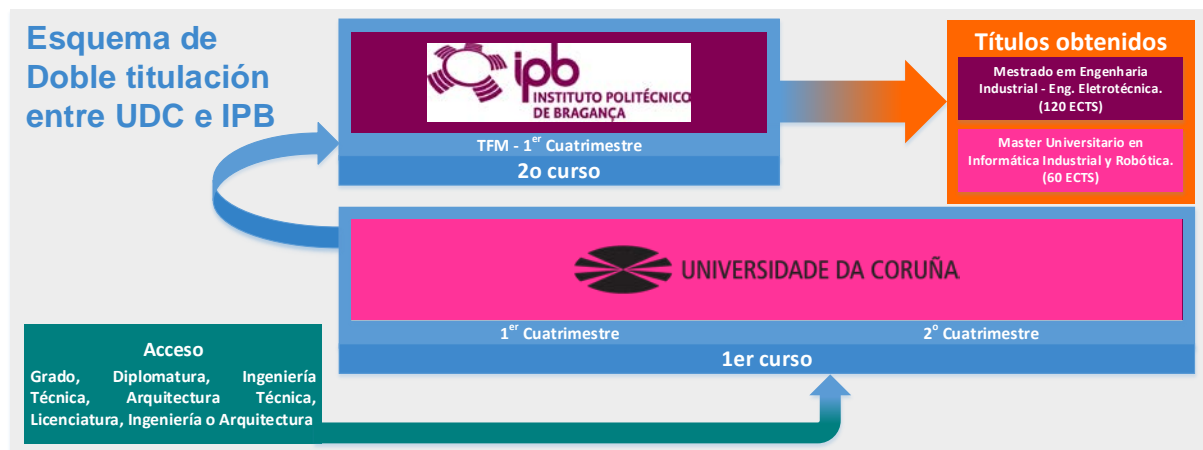 Esquema de
Doble titulación
entre UDC e IPB
ipb
INSTITUTO POLITÉCNICO
DE BRAGANÇA
TFM - 1er Cuatrimestre
2o curso
Títulos obtenidos
Mestrado em Engenharia
Industrial - Eng. Eletrotécnica.
(120 ECTS)
Master Universitario en
Informática Industrial y Robótica.
(60 ECTS)
UNIVERSIDADE DA CORUÑA
1er Cuatrimestre
2º Cuatrimestre
1er curso
Acceso
Grado, Diplomatura, Ingeniería
Técnica, Arquitectura Técnica,
Licenciatura, Ingeniería o Arquitectura